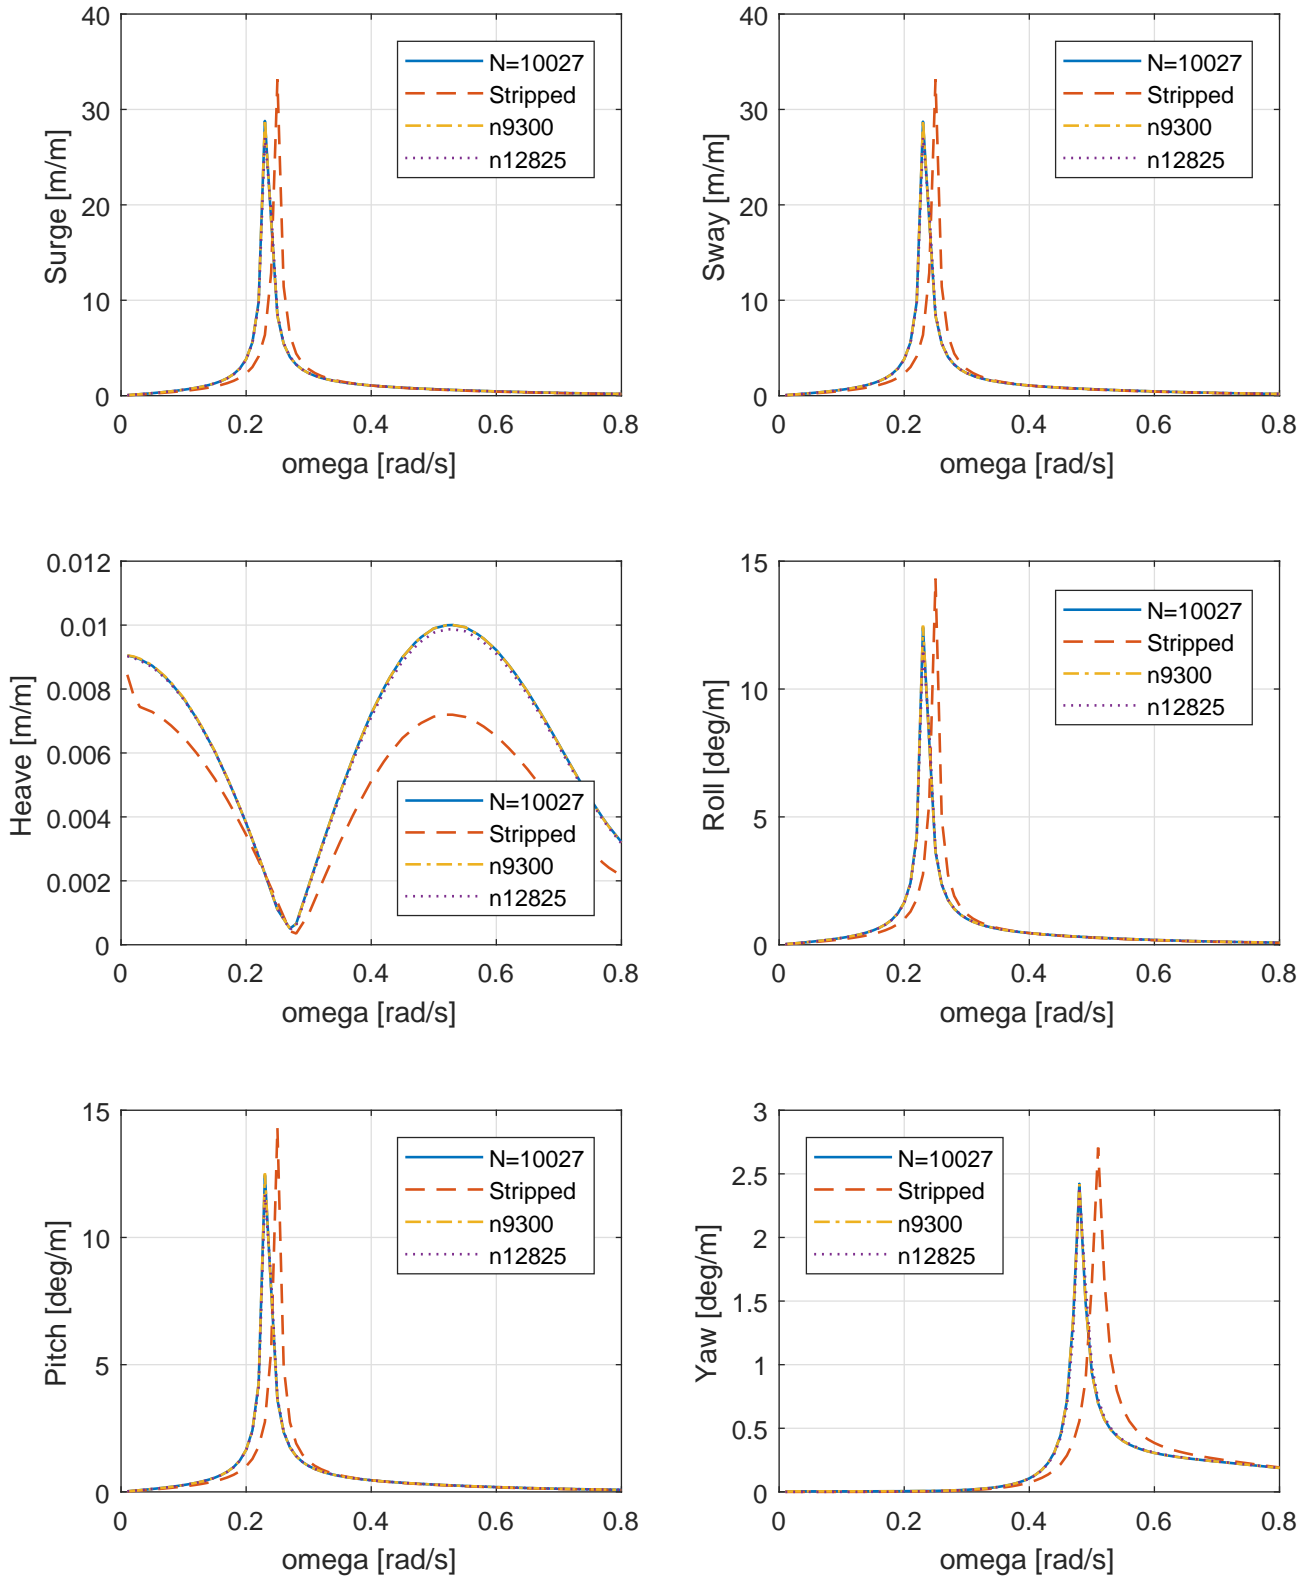 40
30
20
10
0
Surge [m/m]
N=10027
Stripped
n9300
n12825
0 0.2 0.4 0.6 0.8
omega [rad/s]
40
30
20
10
0
Sway [m/m]
N=10027
Stripped
n9300
n12825
0 0.2 0.4 0.6 0.8
omega [rad/s]
0.012
0.01
0.008
0.006
0.004
0.002
0
Heave [m/m]
N=10027
Stripped
n9300
n12825
0 0.2 0.4 0.6 0.8
omega [rad/s]
15
10
5
0
Roll [deg/m]
N=10027
Stripped
n9300
n12825
0 0.2 0.4 0.6 0.8
omega [rad/s]
15
10
5
0
Pitch [deg/m]
N=10027
Stripped
n9300
n12825
0 0.2 0.4 0.6 0.8
omega [rad/s]
3
2.5
2
1.5
1
0.5
0
Yaw [deg/m]
N=10027
Stripped
n9300
n12825
0 0.2 0.4 0.6 0.8
omega [rad/s]